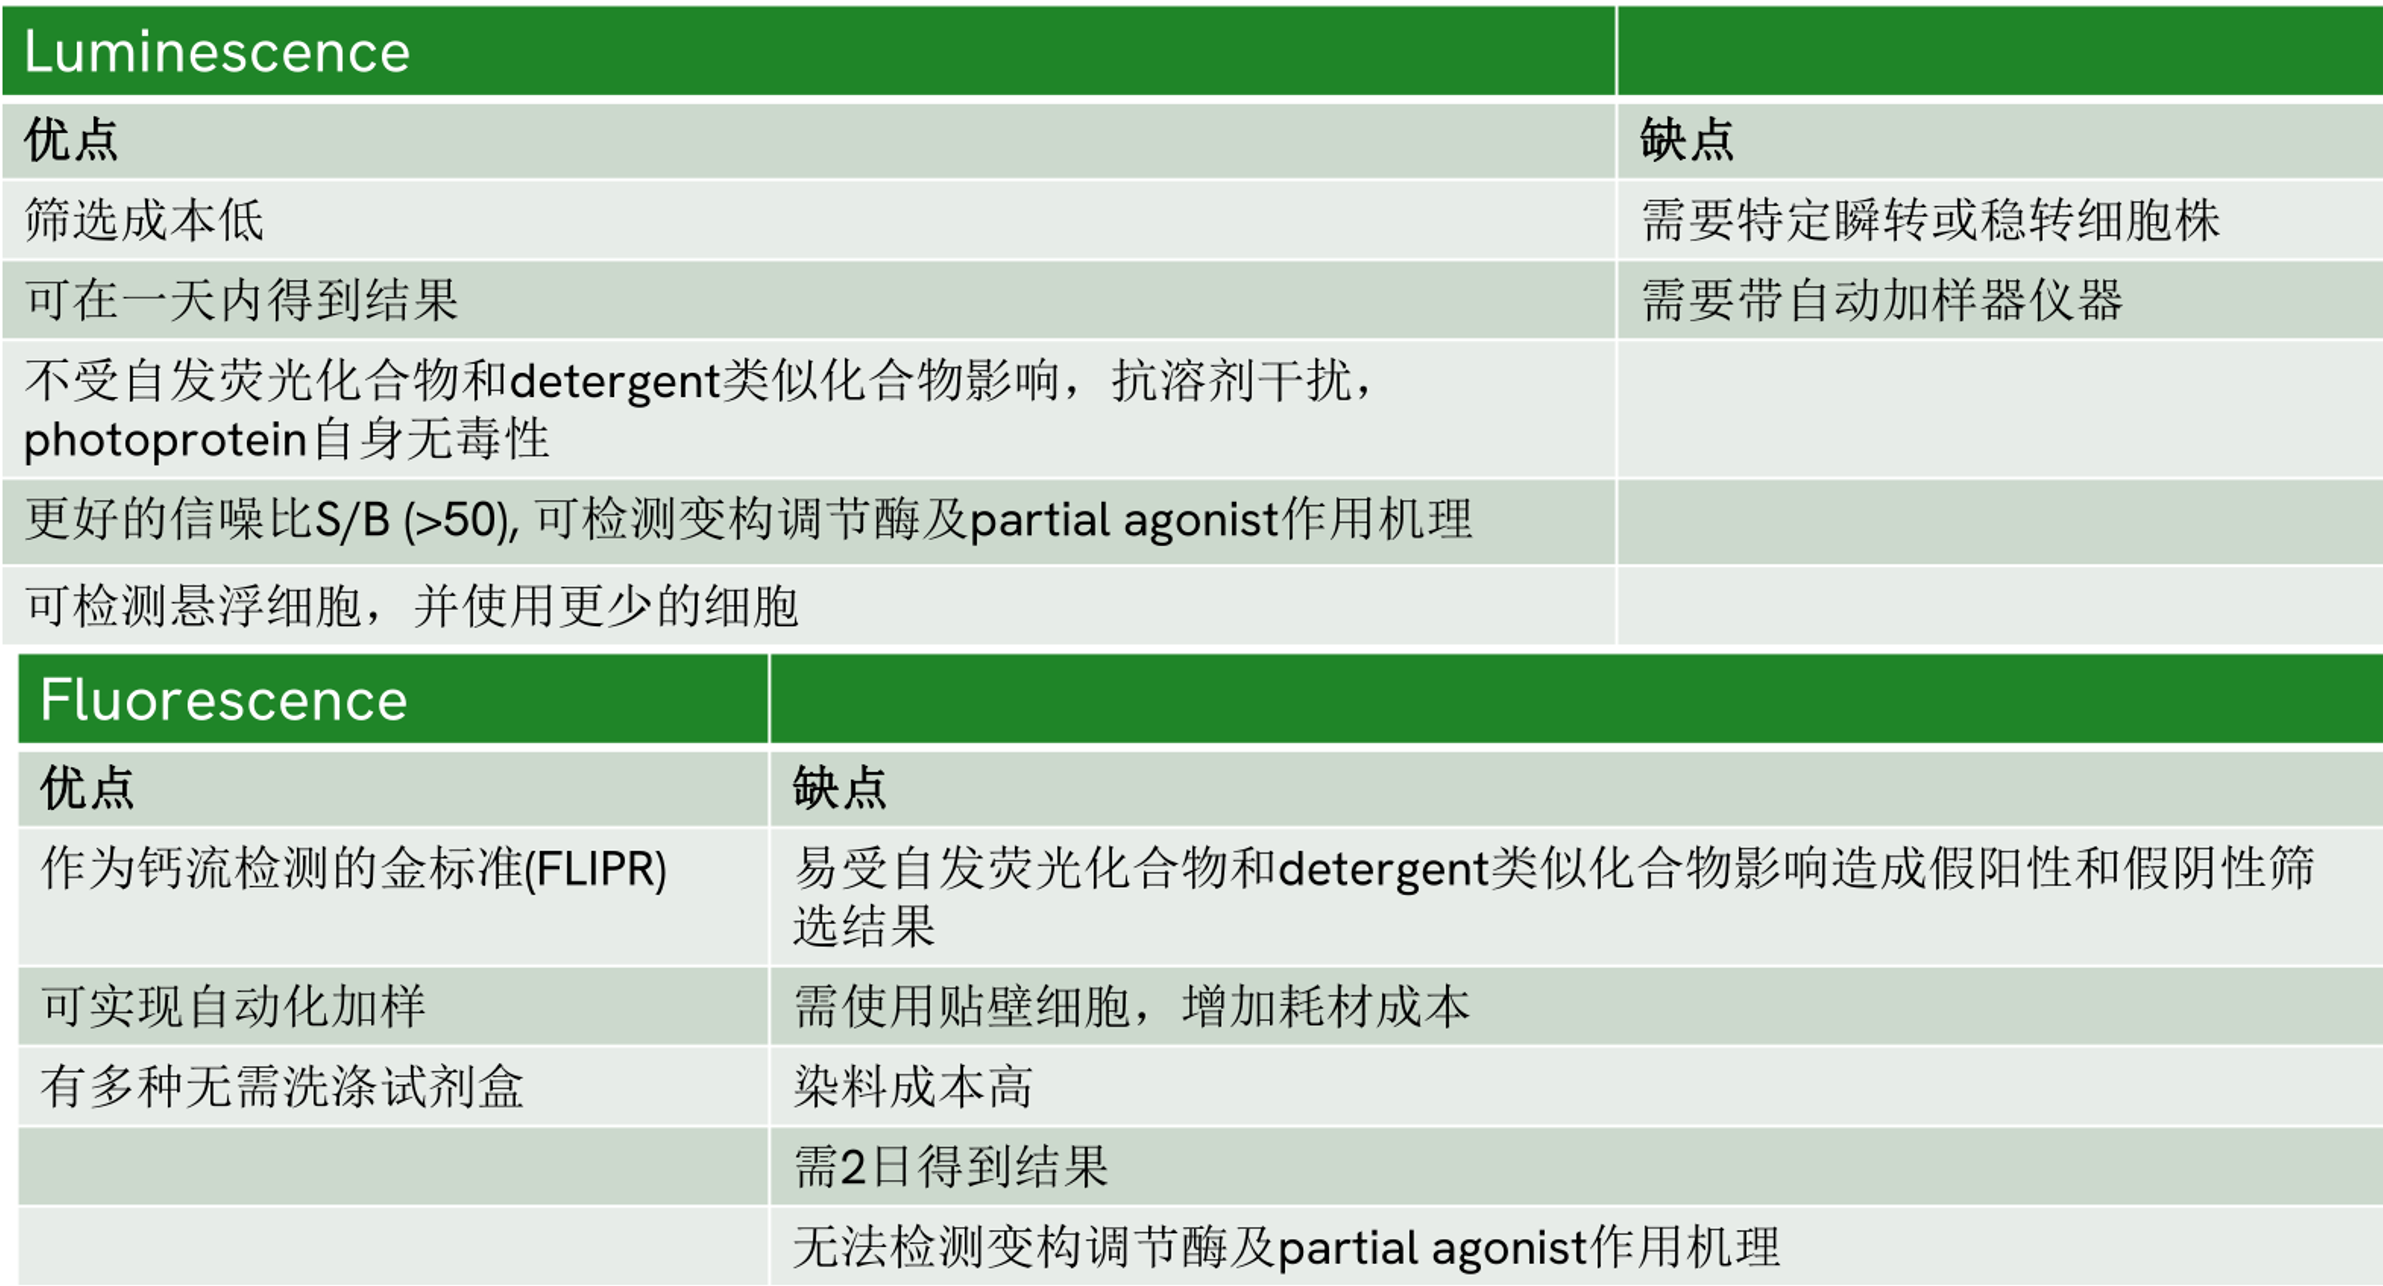 Luminescence
优点 缺点
筛选成本低 需要特定瞬转或稳转细胞株
可在一天内得到结果 需要带自动加样器仪器
不受自发荧光化合物和detergent类似化合物影响，抗溶剂干扰，
photoprotein自身无毒性
更好的信噪比S/B (>50), 可检测变构调节酶及partial agonist作用机理
可检测悬浮细胞，并使用更少的细胞
Fluorescence
优点 缺点
作为钙流检测的金标准(FLIPR) 易受自发荧光化合物和detergent类似化合物影响造成假阳性和假阴性筛
选结果
可实现自动化加样 需使用贴壁细胞，增加耗材成本
有多种无需洗涤试剂盒 染料成本高
需2日得到结果
无法检测变构调节酶及partial agonist作用机理